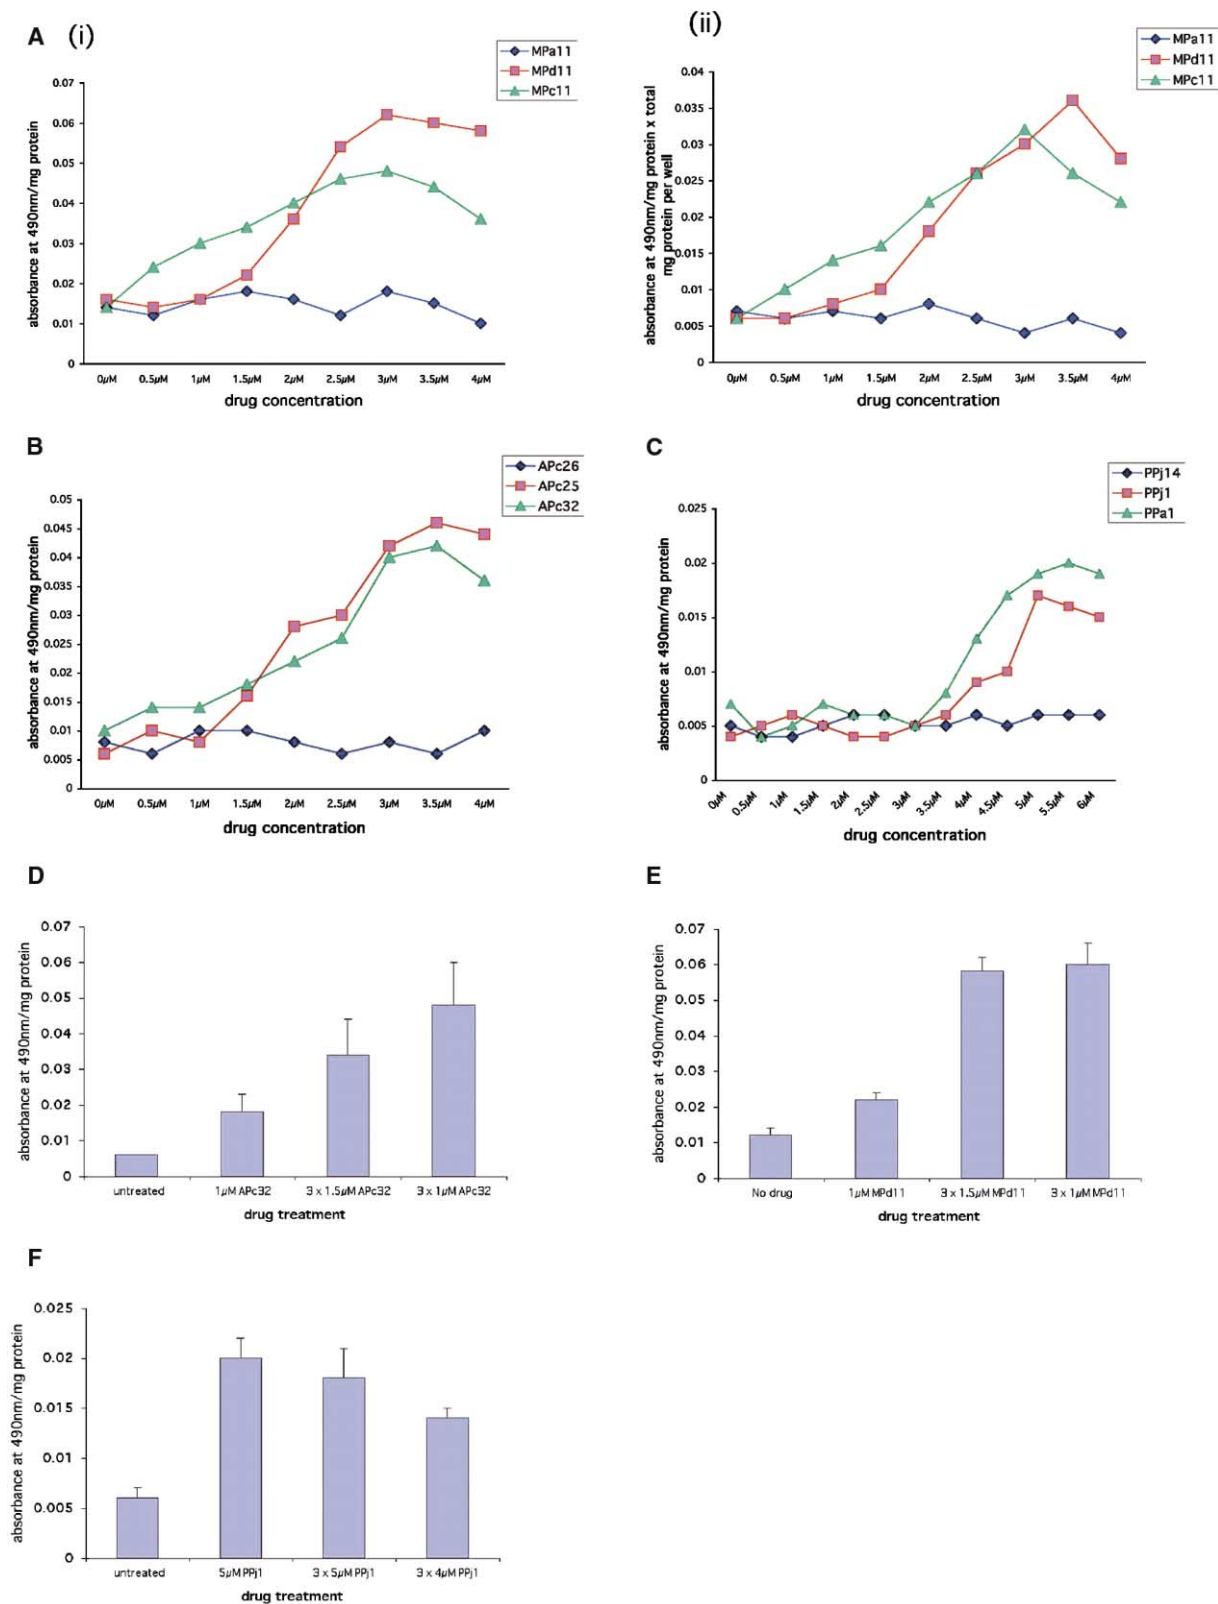 A (i)
MPa11
MPd11
MPc11
absorbance at 490nm/mg protein
0.07
0.06
0.05
0.04
0.03
0.02
0.01
0
0µM 0.5µM 1µM 1.5µM 2µM 2.5µM 3µM 3.5µM 4µM
drug concentration
(ii)
MPa11
MPd11
MPc11
absorbance at 490nm/mg protein x total
mg protein per well
0.04
0.035
0.03
0.025
0.02
0.015
0.01
0.005
0
0µM 0.5µM 1µM 1.5µM 2µM 2.5µM 3µM 3.5µM 4µM
drug concentration
B
APc26
APc25
APc32
absorbance at 490nm/mg protein
0.05
0.045
0.04
0.035
0.03
0.025
0.02
0.015
0.01
0.005
0
0µM 0.5µM 1µM 1.5µM 2µM 2.5µM 3µM 3.5µM 4µM
drug concentration
C
PPj14
PPj1
PPa1
absorbance at 490nm/mg protein
0.025
0.02
0.015
0.01
0.005
0
0µM 0.5µM 1µM 1.5µM 2µM 2.5µM 3µM 3.5µM 4µM 4.5µM 5µM 5.5µM 6µM
drug concentration
D
absorbance at 490nm/mg protein
0.07
0.06
0.05
0.04
0.03
0.02
0.01
0
untreated 1µM APc32 3 x 1.5µM APc32 3 x 1µM APc32
drug treatment
E
absorbance at 490nm/mg protein
0.07
0.06
0.05
0.04
0.03
0.02
0.01
0
No drug 1µM MPd11 3 x 1.5µM MPd11 3 x 1µM MPd11
drug treatment
F
absorbance at 490nm/mg protein
0.025
0.02
0.015
0.01
0.005
0
untreated 5µM PPj1 3 x 5µM PPj1 3 x 4µM PPj1
drug treatment